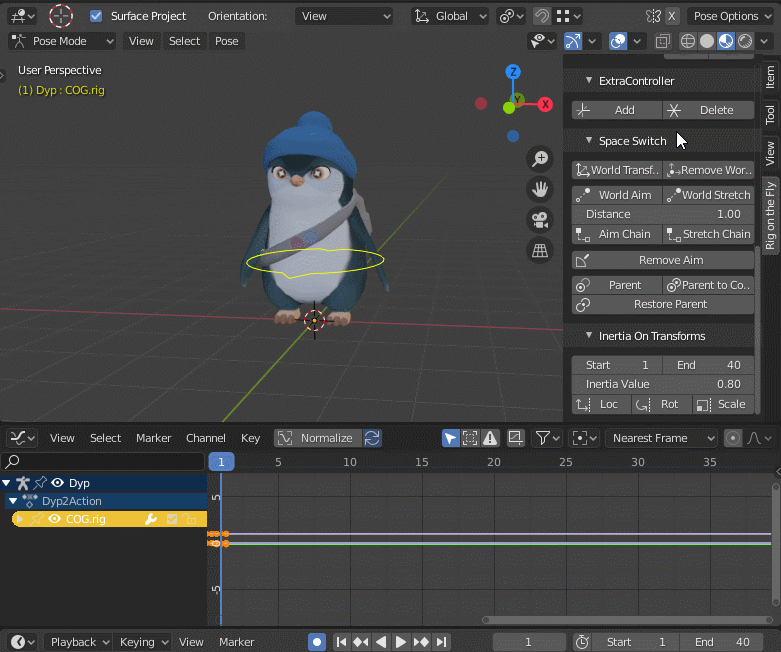 Surface Project Orientation: View Global X Pose Options
Pose Mode View Select Pose
User Perspective
(1) Dyp : COG.rig
Z
Y
X
Item
Tool
View
Rig on the Fly
ExtraController
Add Delete
Space Switch
World Transf.. Remove Wor..
World Aim World Stretch
Distance 1.00
Aim Chain Stretch Chain
Remove Aim
Parent Parent to Co..
Restore Parent
Inertia On Transforms
Start 1 End 40
Inertia Value 0.80
Loc Rot Scale
View Select Marker Channel Key Normalize Nearest Frame
1 5 10 15 20 25 30 35
Dyp
Dyp2Action
COG.rig
5
-5
Playback Keying View Marker 1 Start 1 End 40